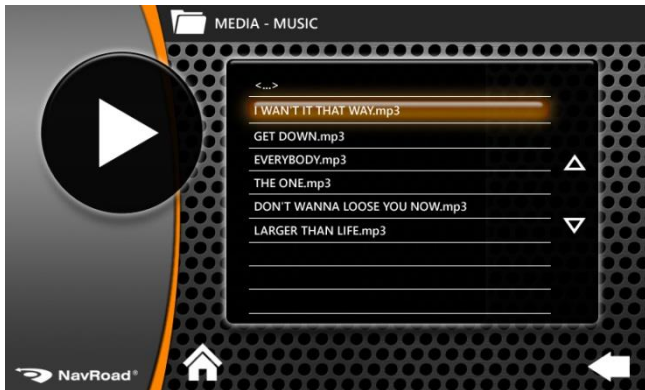 MEDIA - MUSIC
<...>
I WAN'T IT THAT WAY.mp3
GET DOWN.mp3
EVERYBODY.mp3
THE ONE.mp3
DON'T WANNA LOOSE YOU NOW.mp3
LARGER THAN LIFE.mp3
NavRoad®